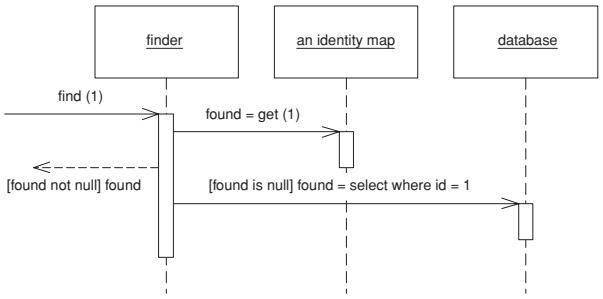 finder
an identity map
database
find (1)
found = get (1)
[found not null] found
[found is null] found = select where id = 1